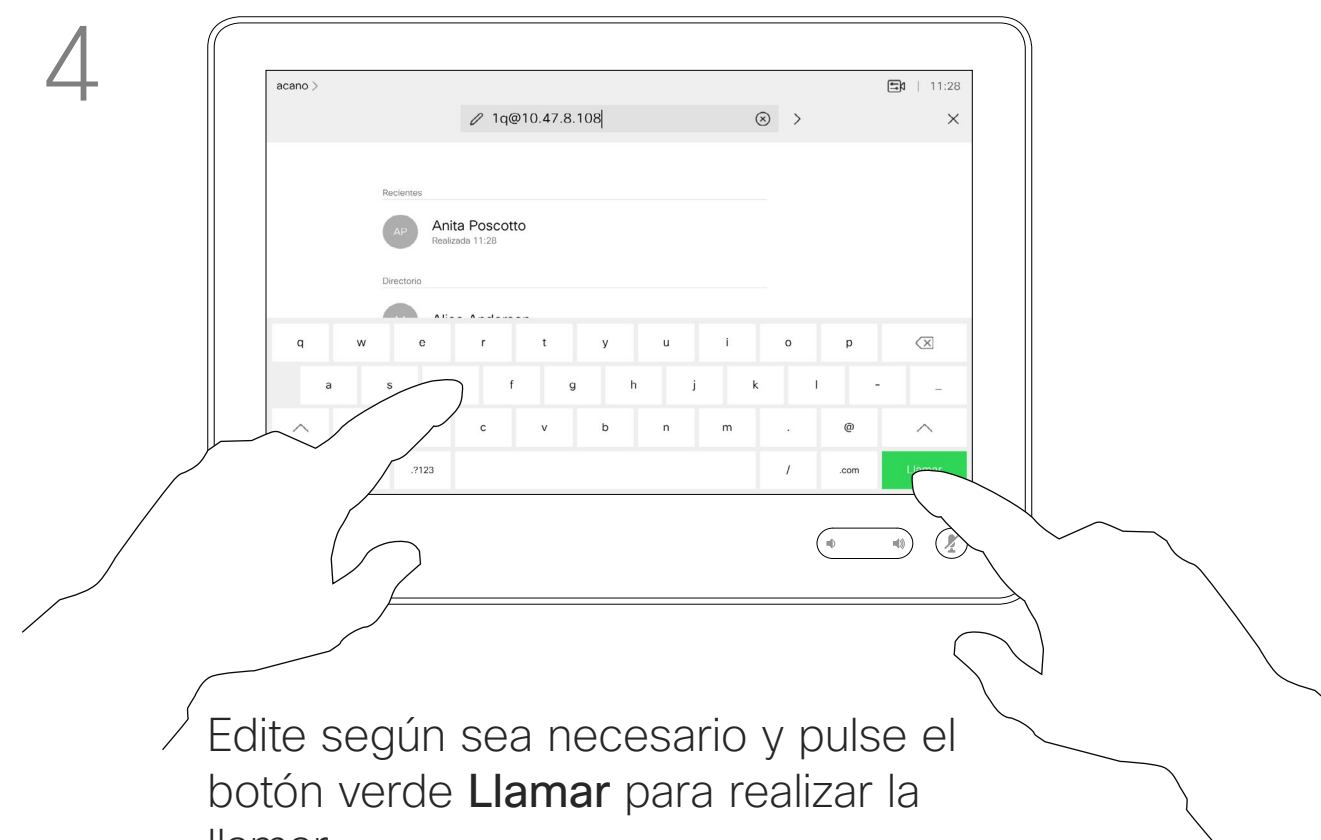 4
acano >
11:28
1q@10.47.8.108
Recientes
AP
Anita Poscotto
Realizada 11:28
Directorio
q w e r t y u i o p
a s f g h j k l - _
c v b n m . @
.?123 / .com
Edite según sea necesario y pulse el
botón verde Llamar para realizar la